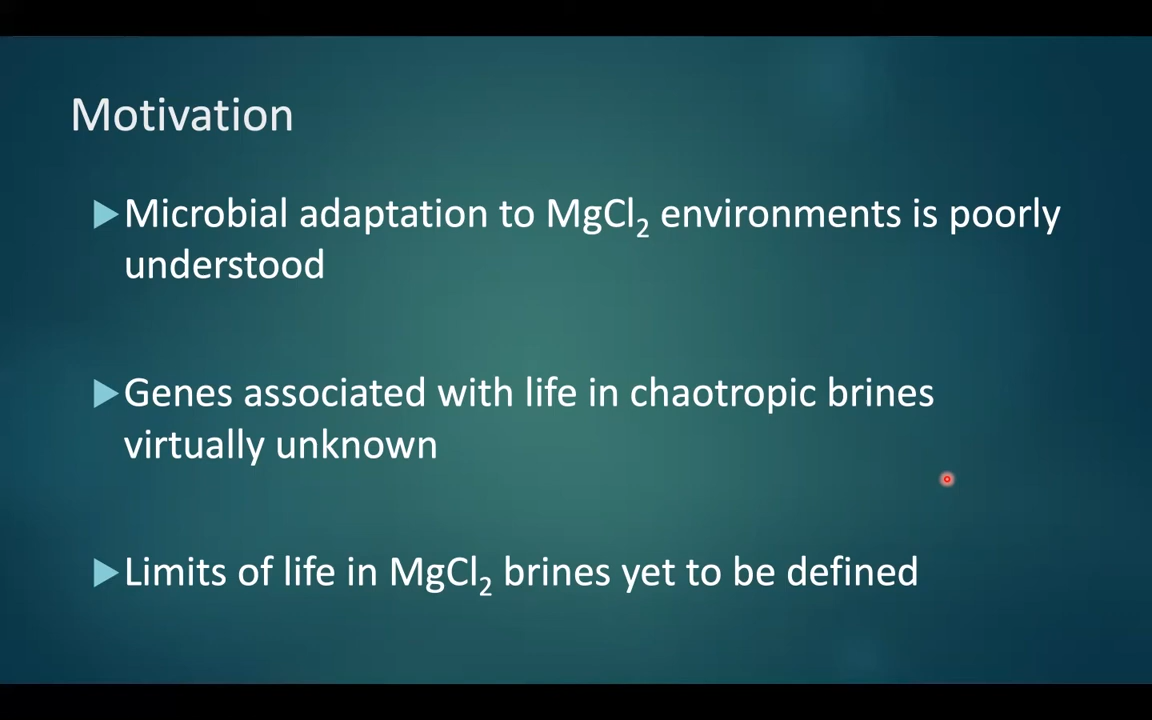 Motivation
Microbial adaptation to MgCl₂ environments is poorly
understood
Genes associated with life in chaotropic brines
virtually unknown
Limits of life in MgCl₂ brines yet to be defined